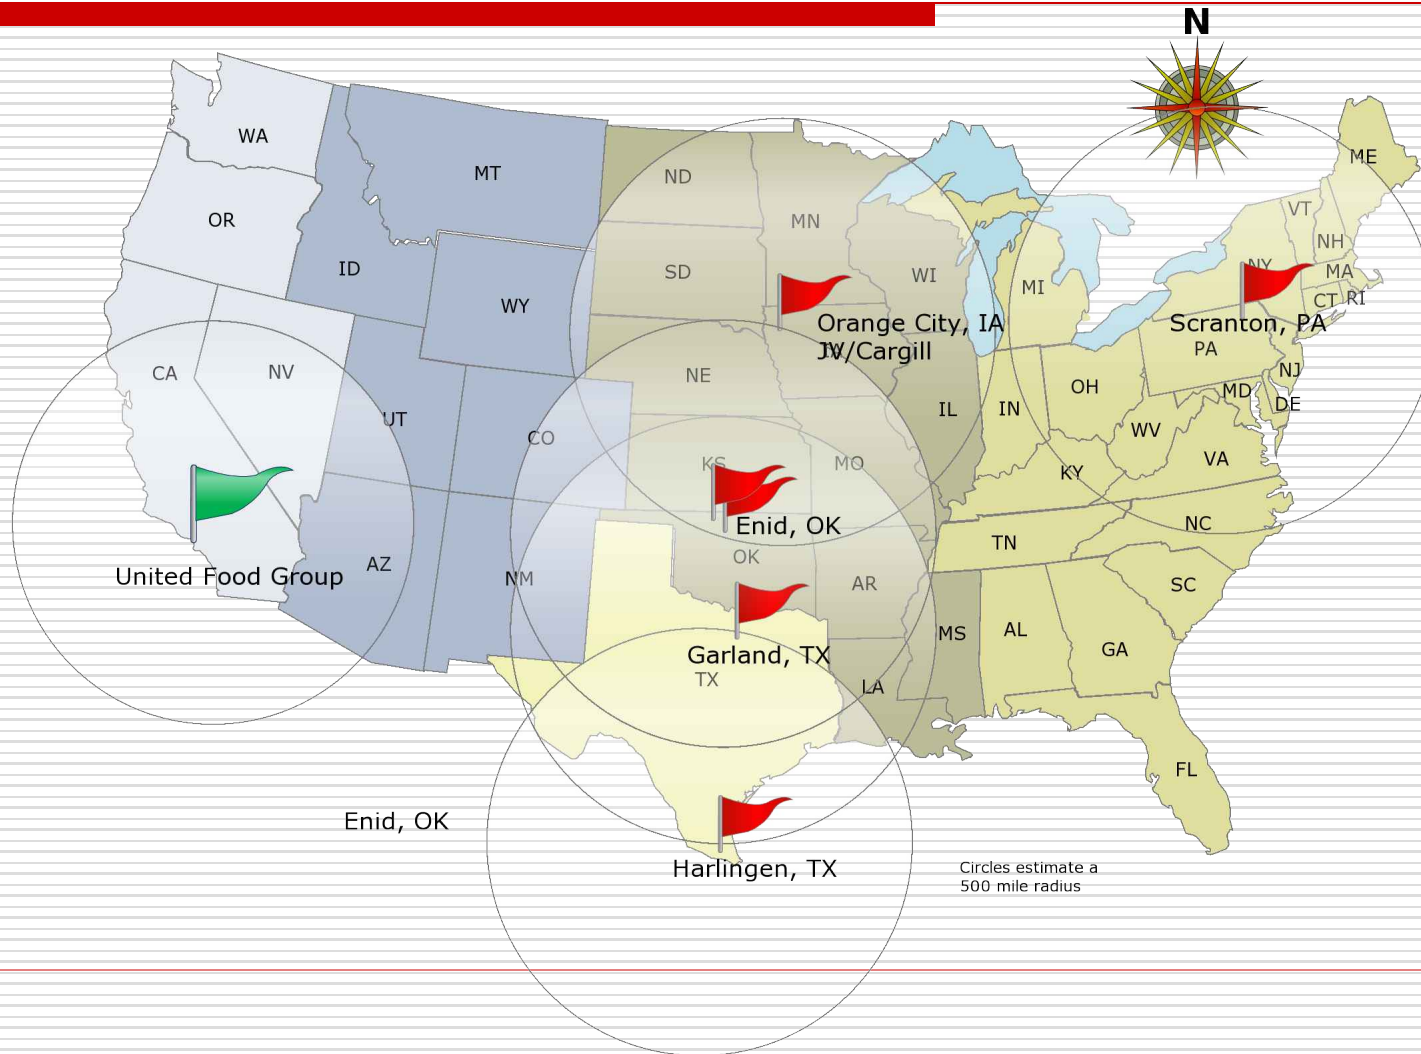 N
WA
OR
ID
MT
ND
MN
ME
VT
NH
NY
MA
CT
RI
SD
WI
MI
WY
Orange City, IA
JV/Cargill
Scranton, PA
PA
CA
NV
NE
IL
IN
OH
NJ
MD
DE
UT
CO
WV
KS
MO
KY
VA
Enid, OK
NC
TN
OK
AZ
NM
AR
SC
United Food Group
MS
AL
GA
Garland, TX
TX
LA
FL
Enid, OK
Harlingen, TX
Circles estimate a
500 mile radius